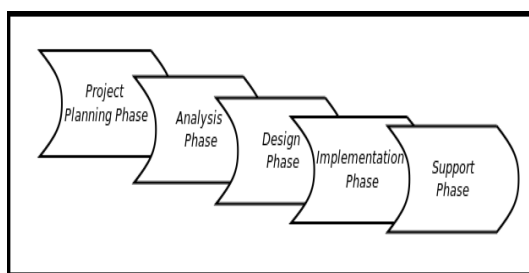 Project
Planning Phase
Analysis
Phase
Design
Phase
Implementation
Phase
Support
Phase